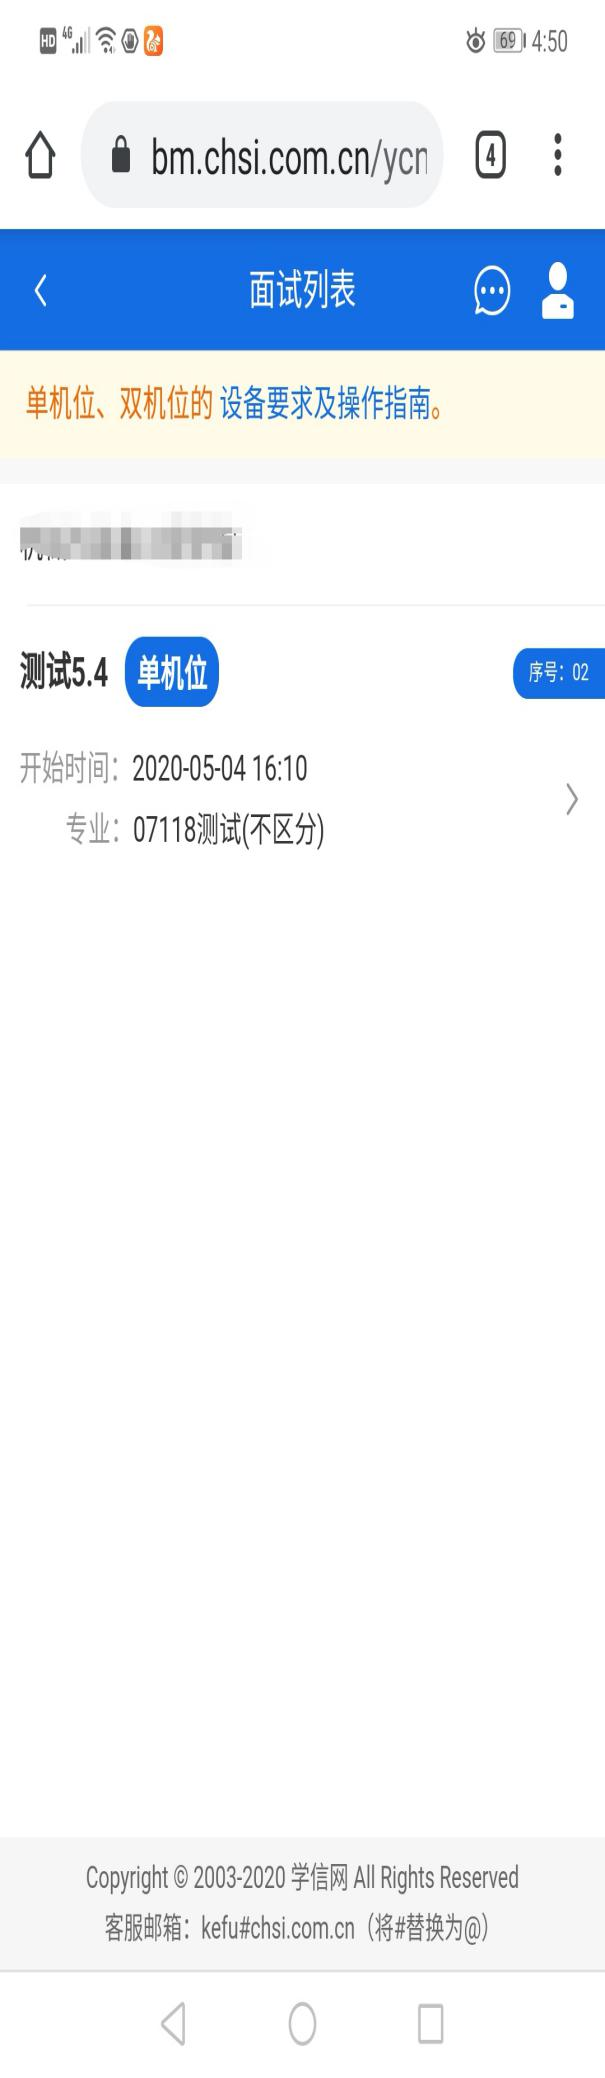 HD 4G 69 4:50
bm.chsi.com.cn/ycn
4
面试列表
单机位、双机位的 设备要求及操作指南。
测试5.4 单机位 序号：02
开始时间：2020-05-04 16:10
专业：07118测试(不区分)
Copyright © 2003-2020 学信网 All Rights Reserved
客服邮箱：kefu#chsi.com.cn（将#替换为@）